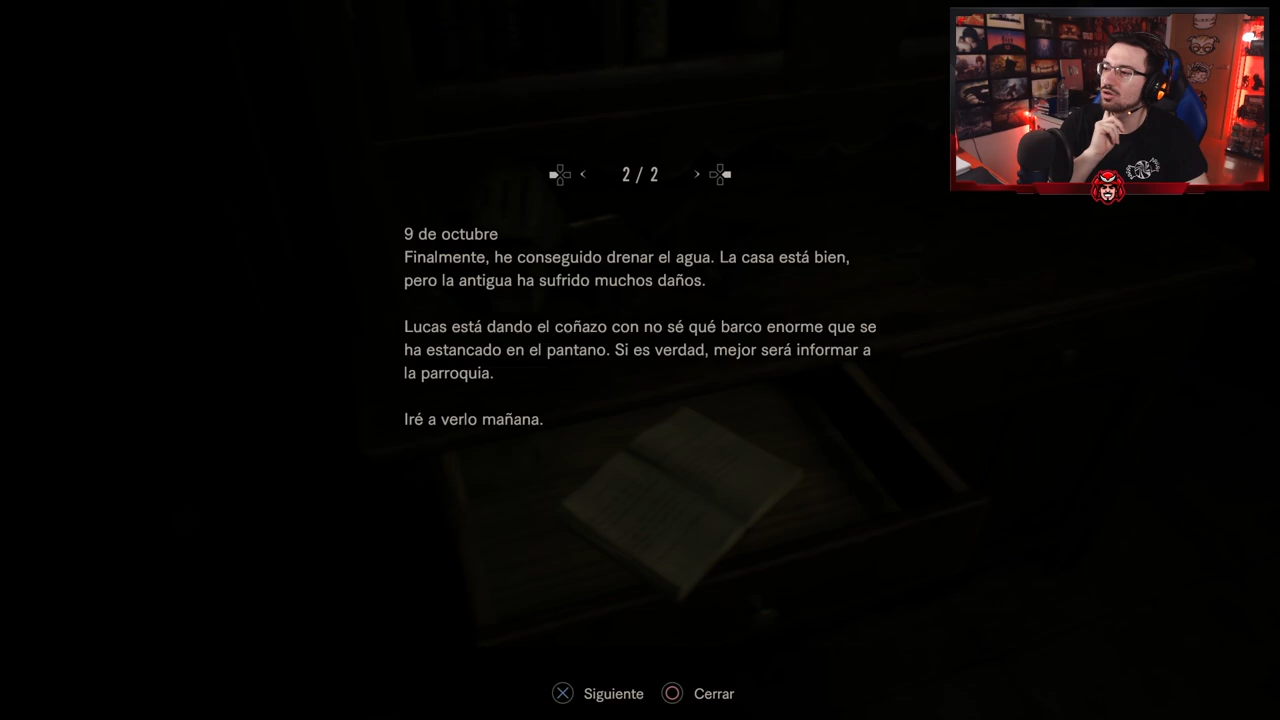 2 / 2
9 de octubre
Finalmente, he conseguido drenar el agua. La casa está bien,
pero la antigua ha sufrido muchos daños.
Lucas está dando el coñazo con no sé qué barco enorme que se
ha estancado en el pantano. Si es verdad, mejor será informar a
la parroquia.
Iré a verlo mañana.
Siguiente Cerrar